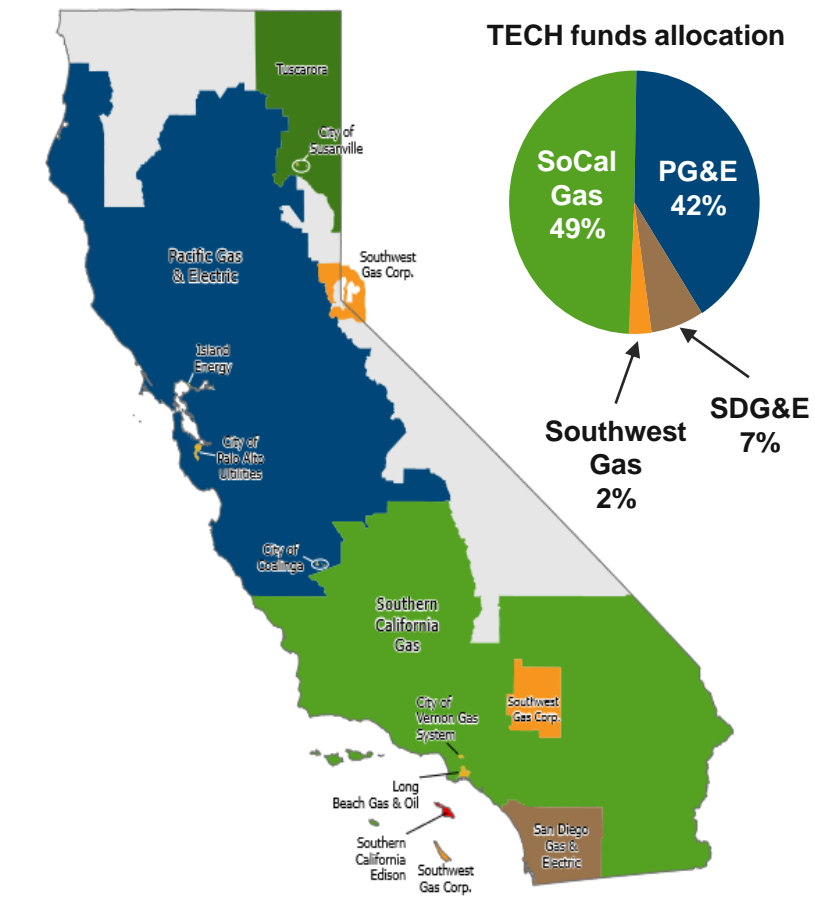 TECH funds allocation
SoCal
Gas
49%
PG&E
42%
SDG&E
7%
Southwest
Gas
2%
Tuscarora
City of
Susanville
Pacific Gas
& Electric
Southwest
Gas Corp.
Island
Energy
City of
Palo Alto
Utilities
City of
Coalinga
Southern
California
Gas
City of
Vernon Gas
System
Southwest
Gas Corp.
Long
Beach Gas & Oil
Southern
California
Edison
Southwest
Gas Corp.
San Diego
Gas &
Electric